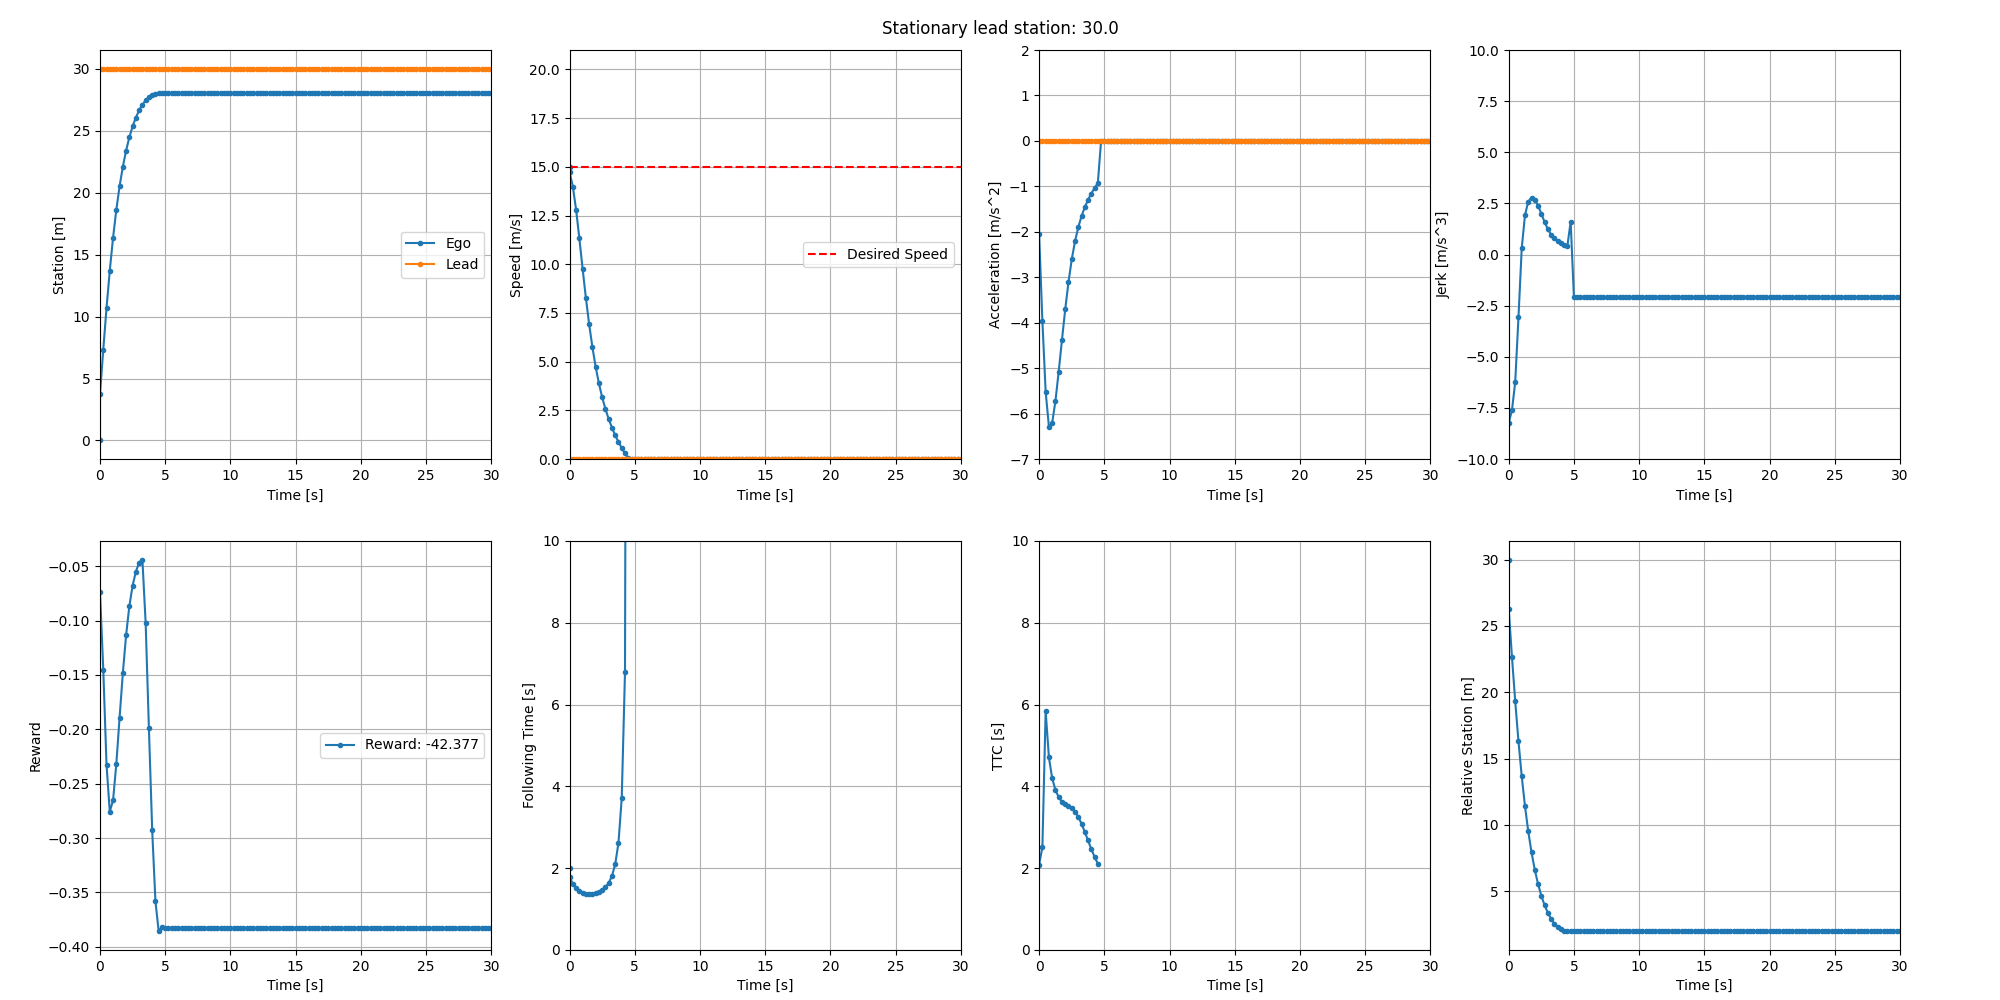 Stationary lead station: 30.0
Station [m]
30
25
20
15
10
5
0
Ego
Lead
0 5 10 15 20 25 30
Time [s]
Speed [m/s]
20.0
17.5
15.0
12.5
10.0
7.5
5.0
2.5
0.0
Desired Speed
0 5 10 15 20 25 30
Time [s]
Acceleration [m/s^2]
2
1
0
−1
−2
−3
−4
−5
−6
−7
0 5 10 15 20 25 30
Time [s]
Jerk [m/s^3]
10.0
7.5
5.0
2.5
0.0
−2.5
−5.0
−7.5
−10.0
0 5 10 15 20 25 30
Time [s]
Reward
−0.05
−0.10
−0.15
−0.20
−0.25
−0.30
−0.35
−0.40
Reward: -42.377
0 5 10 15 20 25 30
Time [s]
Following Time [s]
10
8
6
4
2
0
0 5 10 15 20 25 30
Time [s]
TTC [s]
10
8
6
4
2
0
0 5 10 15 20 25 30
Time [s]
Relative Station [m]
30
25
20
15
10
5
0 5 10 15 20 25 30
Time [s]